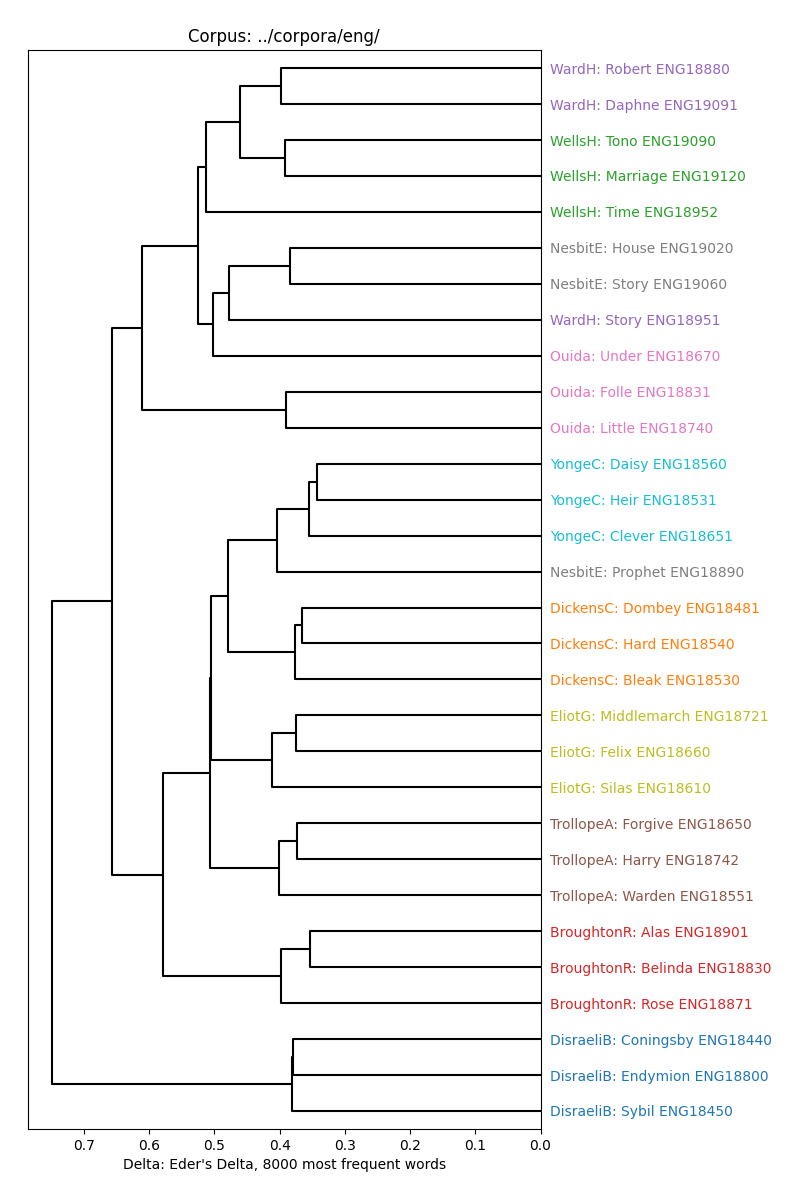 Corpus: ../corpora/eng/
WardH: Robert ENG18880
WardH: Daphne ENG19091
WellsH: Tono ENG19090
WellsH: Marriage ENG19120
WellsH: Time ENG18952
NesbitE: House ENG19020
NesbitE: Story ENG19060
WardH: Story ENG18951
Ouida: Under ENG18670
Ouida: Folle ENG18831
Ouida: Little ENG18740
YongeC: Daisy ENG18560
YongeC: Heir ENG18531
YongeC: Clever ENG18651
NesbitE: Prophet ENG18890
DickensC: Dombey ENG18481
DickensC: Hard ENG18540
DickensC: Bleak ENG18530
EliotG: Middlemarch ENG18721
EliotG: Felix ENG18660
EliotG: Silas ENG18610
TrollopeA: Forgive ENG18650
TrollopeA: Harry ENG18742
TrollopeA: Warden ENG18551
BroughtonR: Alas ENG18901
BroughtonR: Belinda ENG18830
BroughtonR: Rose ENG18871
DisraeliB: Coningsby ENG18440
DisraeliB: Endymion ENG18800
DisraeliB: Sybil ENG18450
0.7 0.6 0.5 0.4 0.3 0.2 0.1 0.0
Delta: Eder's Delta, 8000 most frequent words